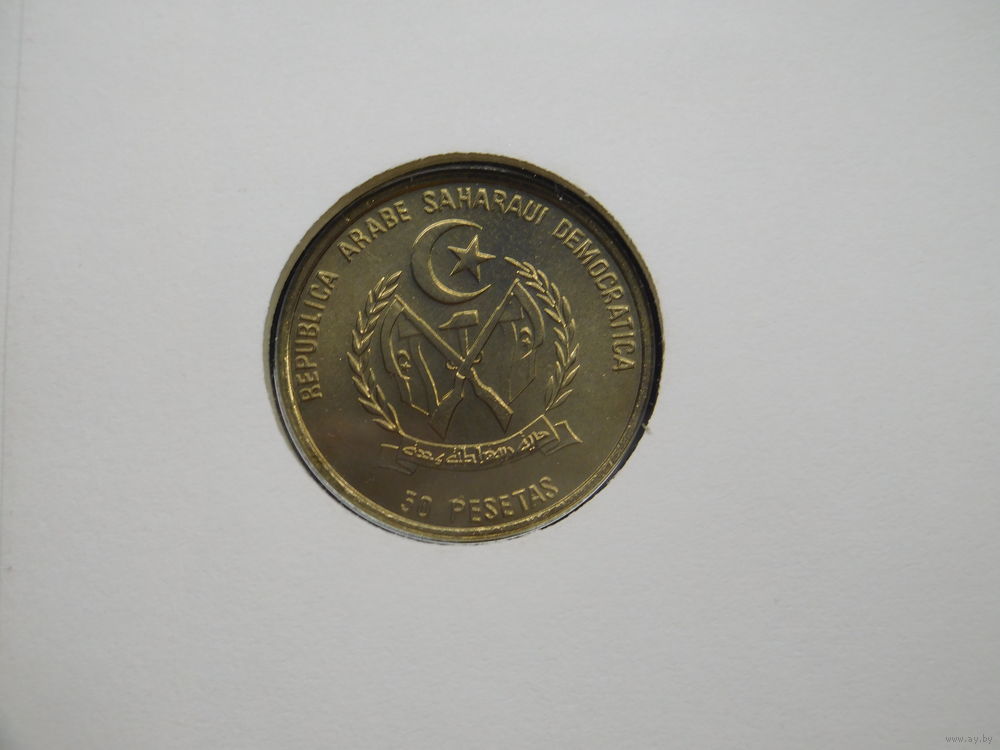 REPUBLICA ARABE SAHARAUI DEMOCRATICA
50 PESETAS
www.ay.by